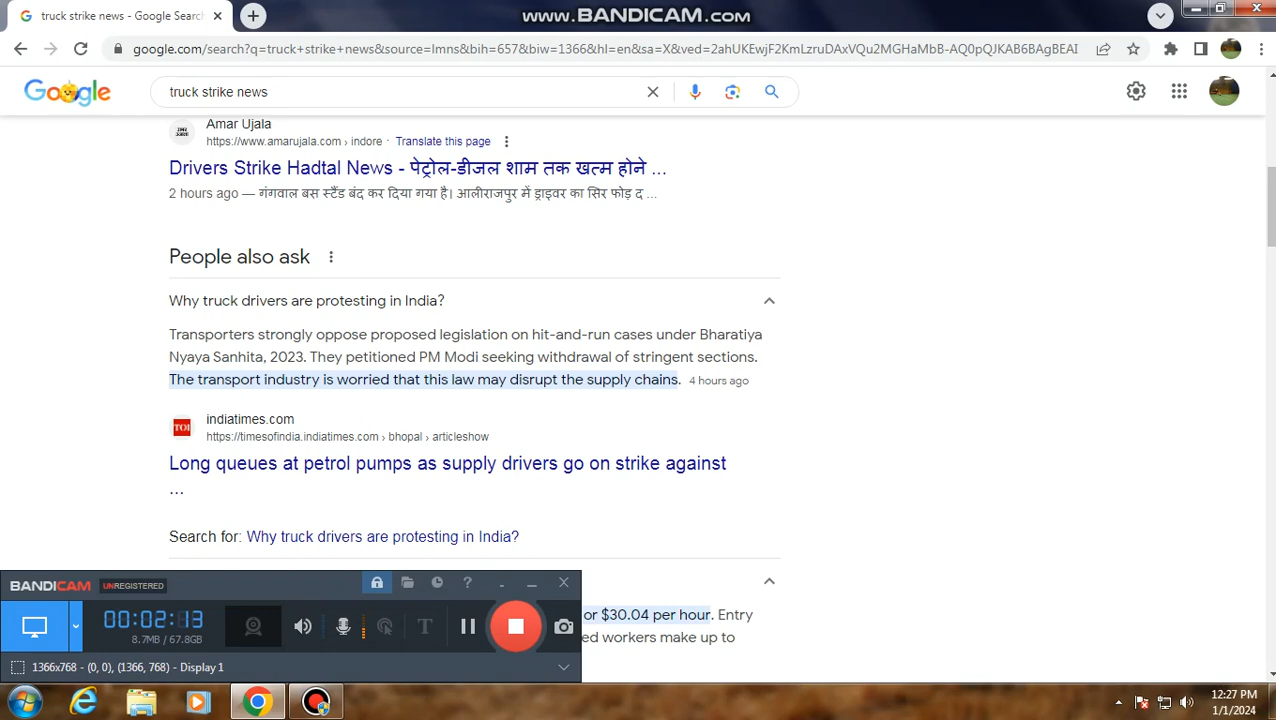 truck strike news - Google Search
www.BANDICAM.com
google.com/search?q=truck+strike+news&source=lmns&bih=657&biw=1366&hl=en&sa=X&ved=2ahUKEwjF2KmLzruDAxVQu2MGHaMbB-AQ0pQJKAB6BAgBEAI
Google
truck strike news
Amar Ujala
https://www.amarujala.com › indore · Translate this page
Drivers Strike Hadtal News - पेट्रोल-डीजल शाम तक खत्म होने ...
2 hours ago — गंगवाल बस स्टैंड बंद कर दिया गया है। आलीराजपुर में ड्राइवर का सिर फोड़ द ...
People also ask
Why truck drivers are protesting in India?
Transporters strongly oppose proposed legislation on hit-and-run cases under Bharatiya
Nyaya Sanhita, 2023. They petitioned PM Modi seeking withdrawal of stringent sections.
The transport industry is worried that this law may disrupt the supply chains. 4 hours ago
TOI
indiatimes.com
https://timesofindia.indiatimes.com › bhopal › articleshow
Long queues at petrol pumps as supply drivers go on strike against
...
Search for: Why truck drivers are protesting in India?
or $30.04 per hour. Entry
ed workers make up to
BANDICAM UNREGISTERED
00:02:13
8.7MB / 67.8GB
1366x768 - (0, 0), (1366, 768) - Display 1
12:27 PM
1/1/2024